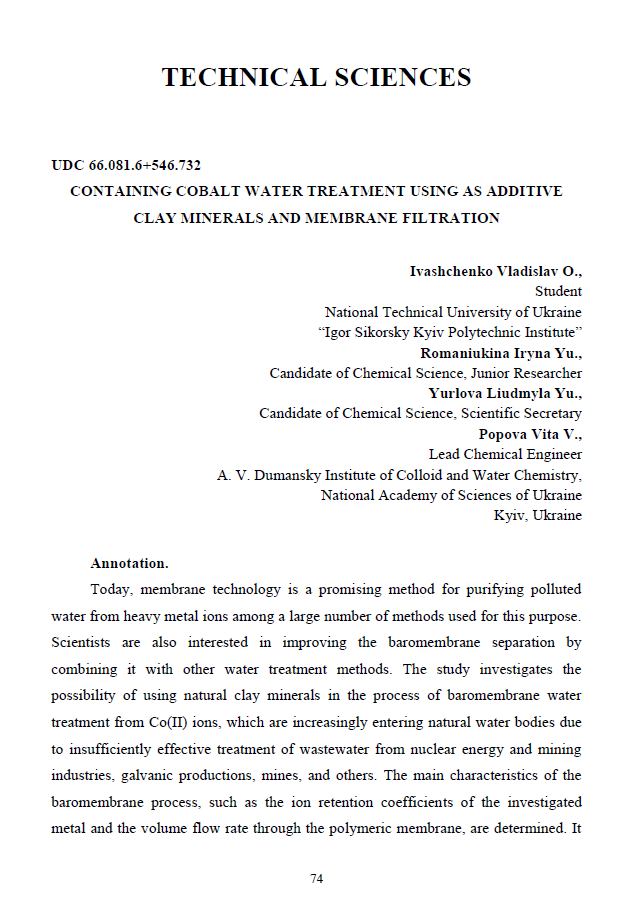 TECHNICAL SCIENCES
UDC 66.081.6+546.732
CONTAINING COBALT WATER TREATMENT USING AS ADDITIVE
CLAY MINERALS AND MEMBRANE FILTRATION
Ivashchenko Vladislav O.,
Student
National Technical University of Ukraine
“Igor Sikorsky Kyiv Polytechnic Institute”
Romaniukina Iryna Yu.,
Candidate of Chemical Science, Junior Researcher
Yurlova Liudmyla Yu.,
Candidate of Chemical Science, Scientific Secretary
Popova Vita V.,
Lead Chemical Engineer
A. V. Dumansky Institute of Colloid and Water Chemistry,
National Academy of Sciences of Ukraine
Kyiv, Ukraine
Annotation.
Today, membrane technology is a promising method for purifying polluted
water from heavy metal ions among a large number of methods used for this purpose.
Scientists are also interested in improving the baromembrane separation by
combining it with other water treatment methods. The study investigates the
possibility of using natural clay minerals in the process of baromembrane water
treatment from Co(II) ions, which are increasingly entering natural water bodies due
to insufficiently effective treatment of wastewater from nuclear energy and mining
industries, galvanic productions, mines, and others. The main characteristics of the
baromembrane process, such as the ion retention coefficients of the investigated
metal and the volume flow rate through the polymeric membrane, are determined. It
74